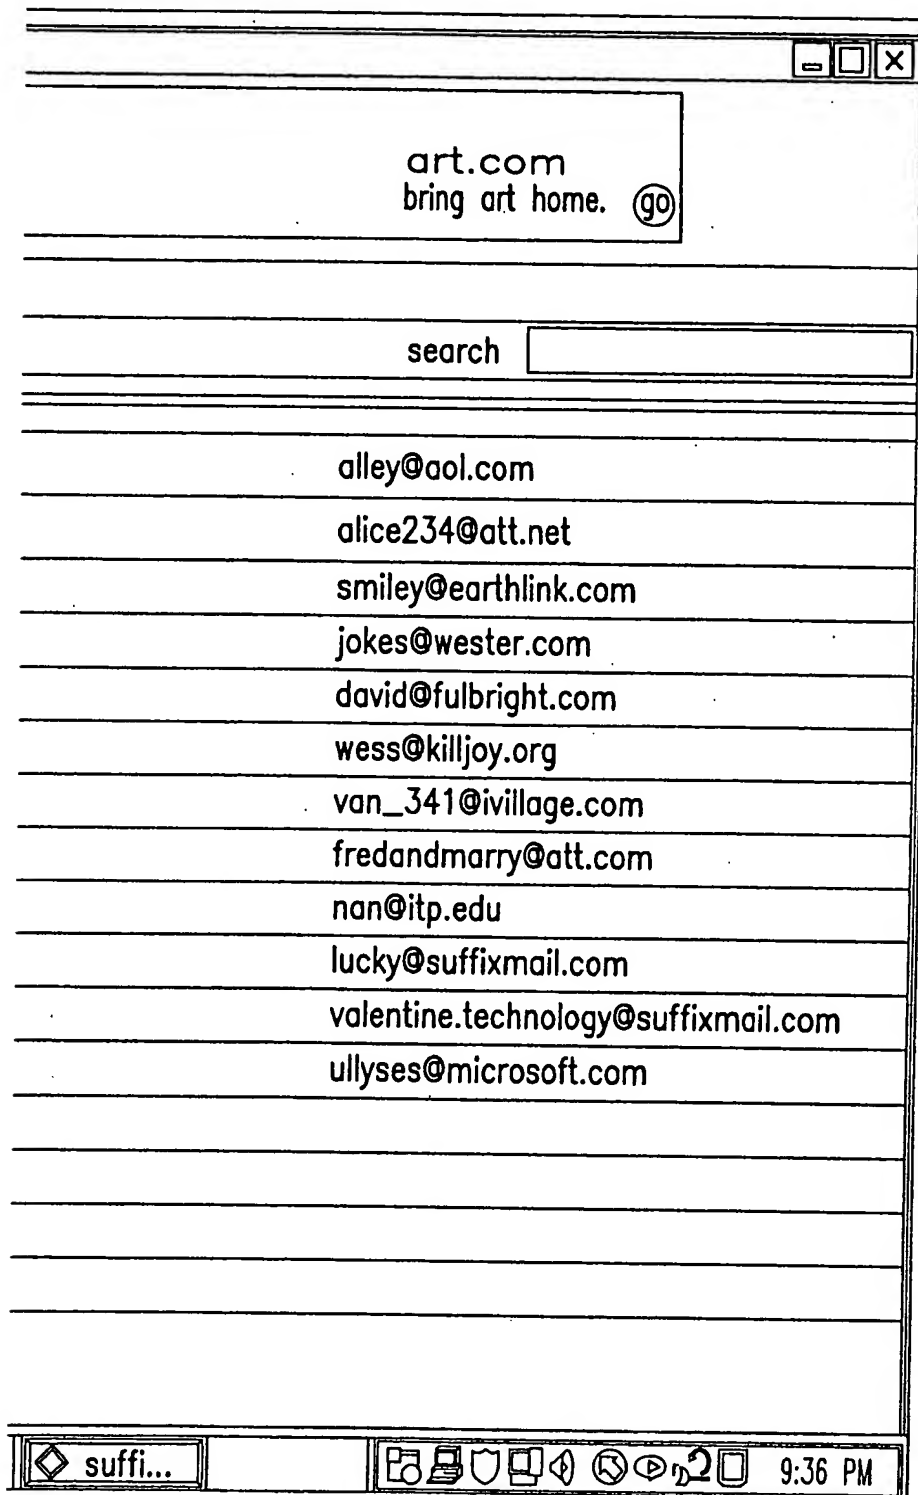 art.com
bring art home. go
search
alley@aol.com
alice234@att.net
smiley@earthlink.com
jokes@wester.com
david@fulbright.com
wess@killjoy.org
van_341@ivillage.com
fredandmarry@att.com
nan@itp.edu
lucky@suffixmail.com
valentine.technology@suffixmail.com
ullyses@microsoft.com
suffi... 9:36 PM